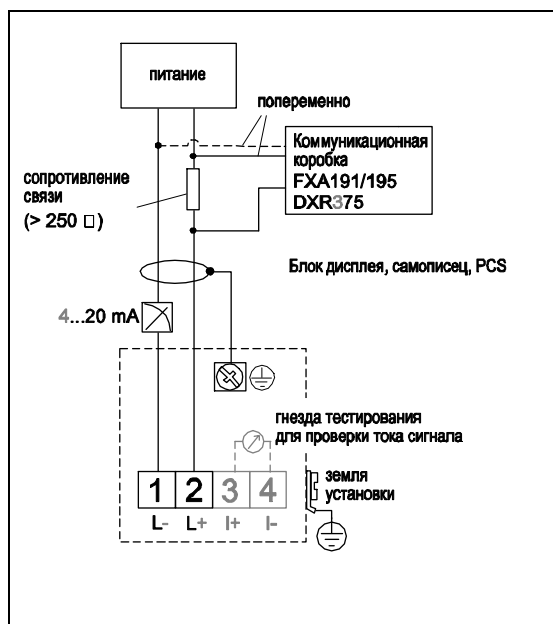 питание
попеременно
Коммуникационная
коробка
FXA191/195
DXR375
сопротивление
связи
(> 250 □)
Блок дисплея, самописец, PCS
4...20 mA
гнезда тестирования
для проверки тока сигнала
1 2 3 4
L- L+ I+ I-
земля
установки